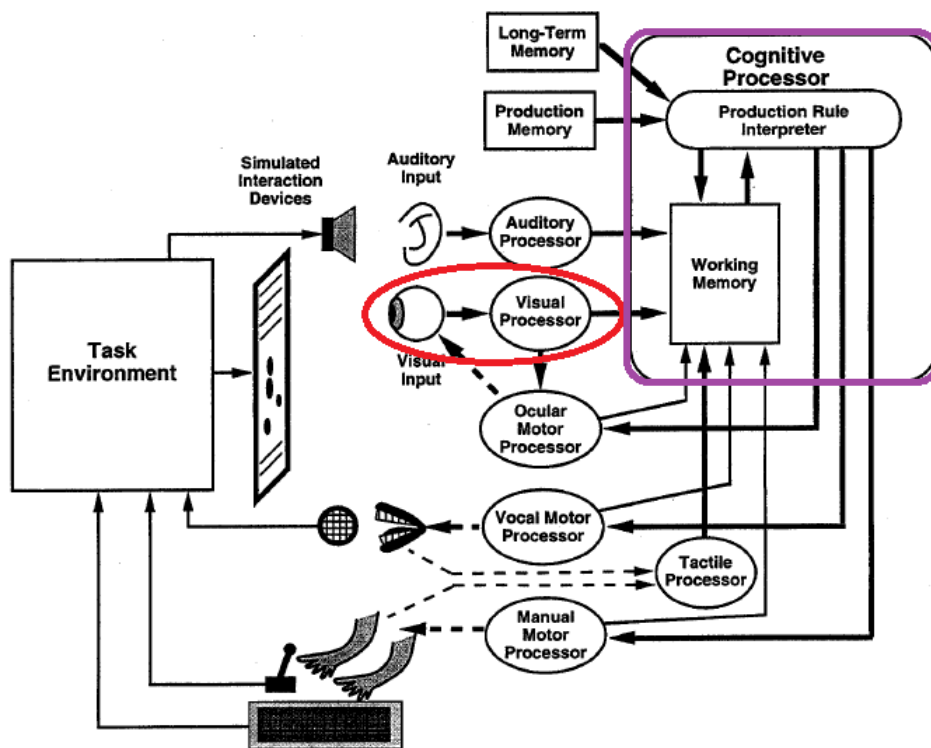 Long-Term
Memory
Cognitive
Processor
Production
Memory
Production Rule
Interpreter
Simulated
Interaction
Devices
Auditory
Input
Auditory
Processor
Working
Memory
Visual
Processor
Visual
Input
Task
Environment
Ocular
Motor
Processor
Vocal Motor
Processor
Tactile
Processor
Manual
Motor
Processor